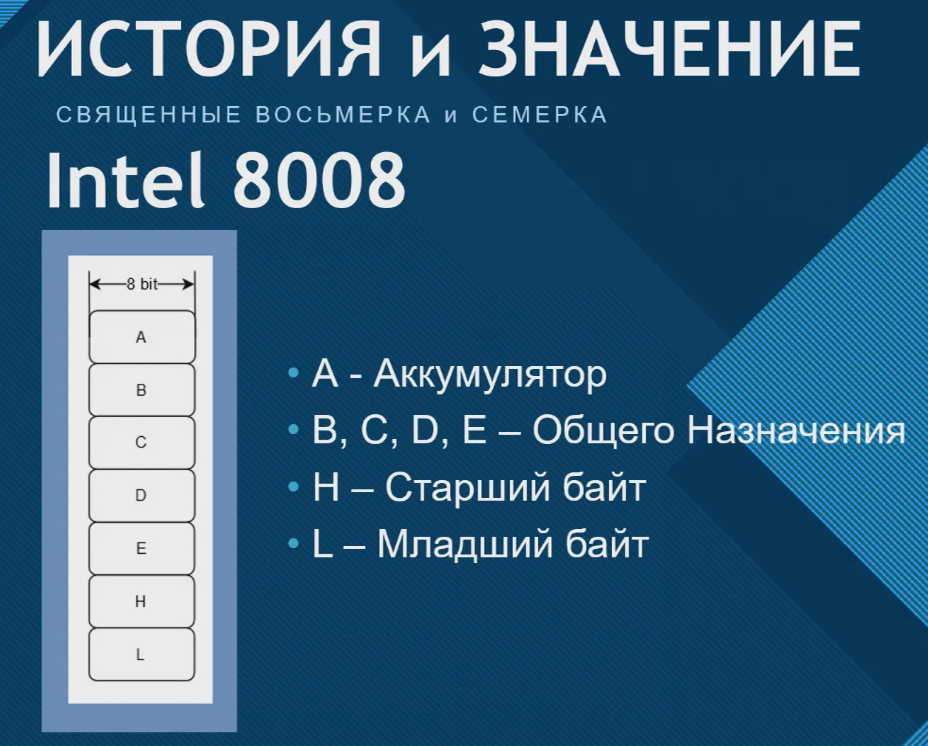 ИСТОРИЯ и ЗНАЧЕНИЕ
СВЯЩЕННЫЕ ВОСЬМЕРКА и СЕМЕРКА
Intel 8008
8 bit
A
B
C
D
E
H
L
• A - Аккумулятор
• B, C, D, E – Общего Назначения
• H – Старший байт
• L – Младший байт